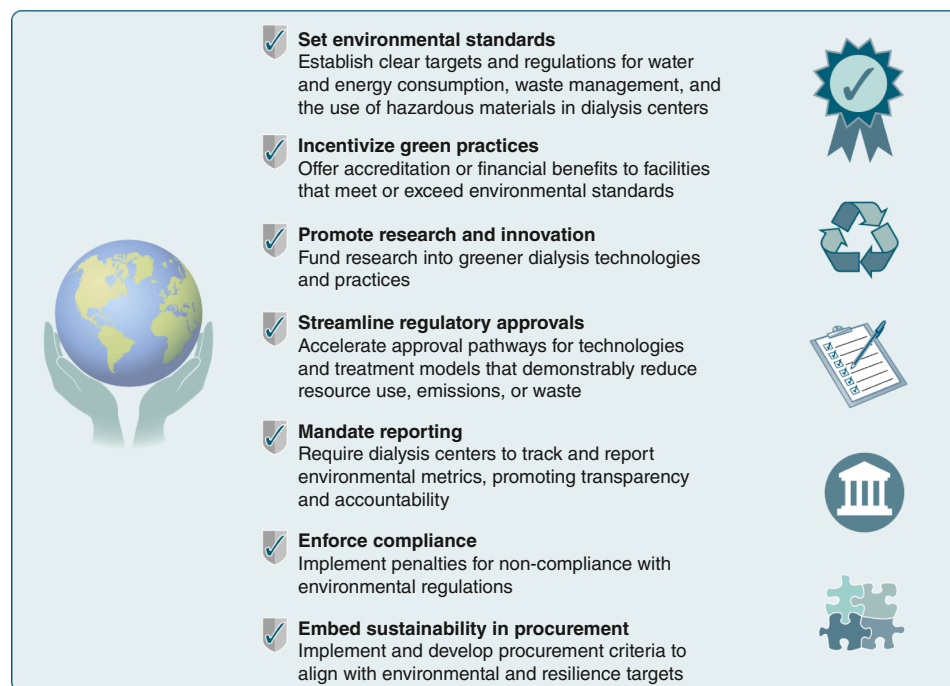 Set environmental standards
Establish clear targets and regulations for water
and energy consumption, waste management, and
the use of hazardous materials in dialysis centers
Incentivize green practices
Offer accreditation or financial benefits to facilities
that meet or exceed environmental standards
Promote research and innovation
Fund research into greener dialysis technologies
and practices
Streamline regulatory approvals
Accelerate approval pathways for technologies
and treatment models that demonstrably reduce
resource use, emissions, or waste
Mandate reporting
Require dialysis centers to track and report
environmental metrics, promoting transparency
and accountability
Enforce compliance
Implement penalties for non-compliance with
environmental regulations
Embed sustainability in procurement
Implement and develop procurement criteria to
align with environmental and resilience targets